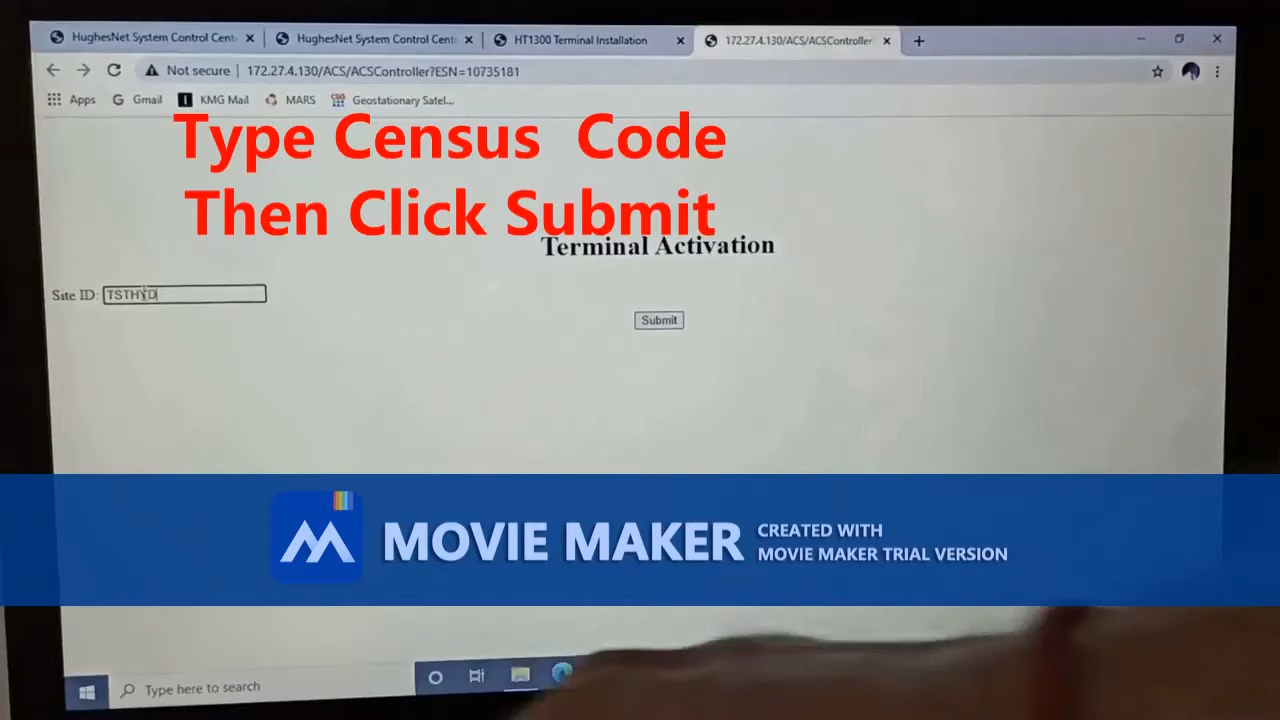 HughesNet System Control Cent
HughesNet System Control Cent
HT1300 Terminal Installation
172.27.4.130/ACS/ACSController
Not secure
172.27.4.130/ACS/ACSController?ESN=10735181
Apps
Gmail
KMG Mail
MARS
Geostationary Satel...
Type Census Code
Then Click Submit
Terminal Activation
Site ID: TSTHYD
Submit
MOVIE MAKER
CREATED WITH
MOVIE MAKER TRIAL VERSION
Type here to search